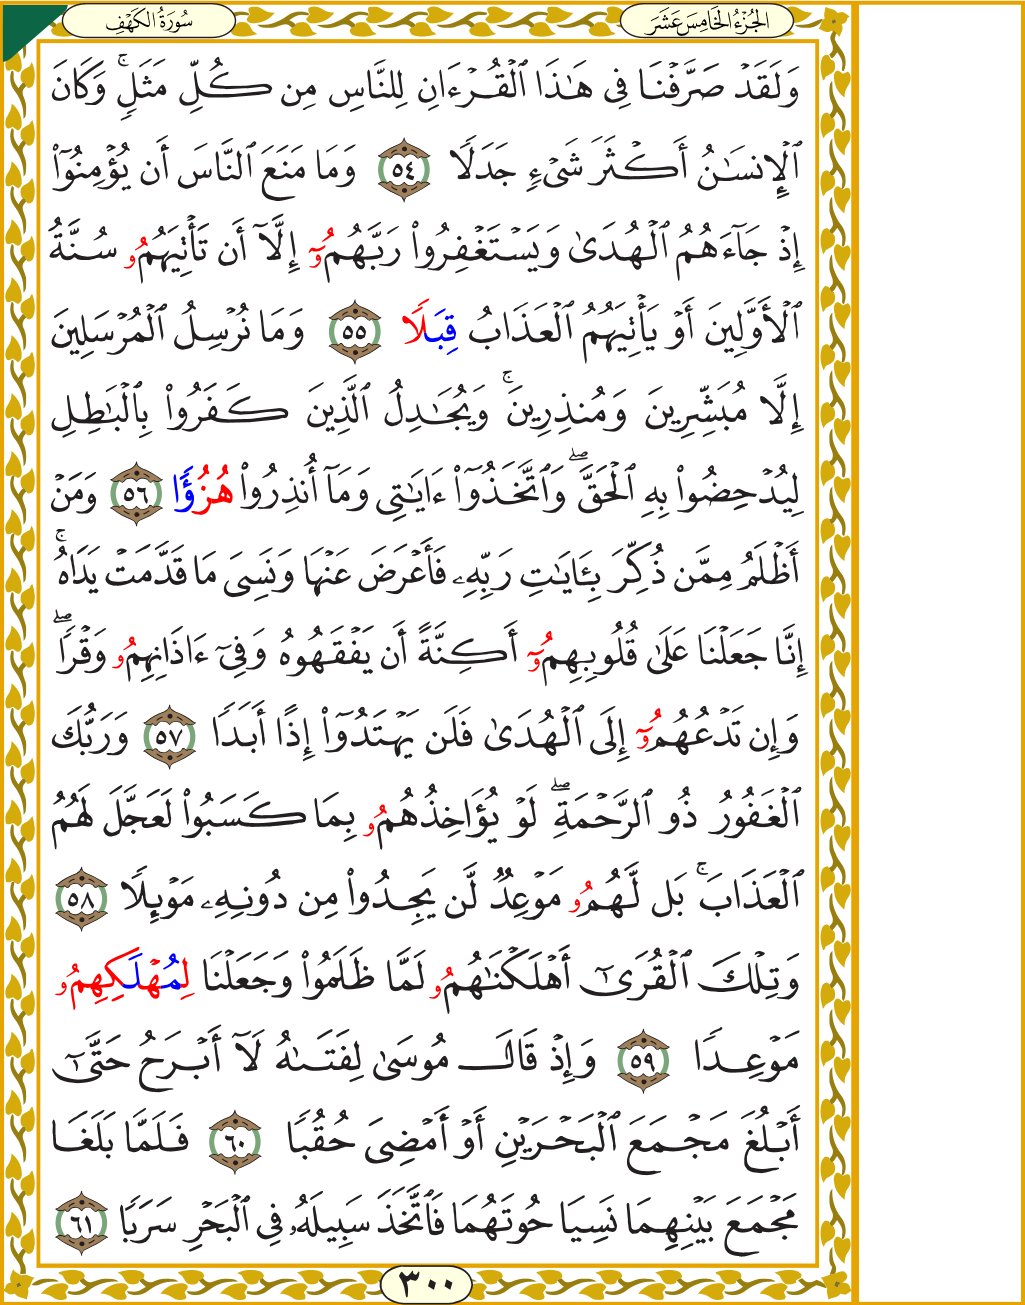 سُورَةُ الكَهْفِ
الجُزْءُ الخَامِسَ عَشَرَ
وَلَقَدْ صَرَّفْنَا فِي هَٰذَا ٱلْقُرْءَانِ لِلنَّاسِ مِن كُلِّ مَثَلٍۚ وَكَانَ
ٱلْإِنسَٰنُ أَكْثَرَ شَيْءٍ جَدَلًا ٥٤ وَمَا مَنَعَ ٱلنَّاسَ أَن يُؤْمِنُوٓا۟
إِذْ جَآءَهُمُ ٱلْهُدَىٰ وَيَسْتَغْفِرُوا۟ رَبَّهُمُۥٓ إِلَّآ أَن تَأْتِيَهُمُۥ سُنَّةُ
ٱلْأَوَّلِينَ أَوْ يَأْتِيَهُمُ ٱلْعَذَابُ قِبَلًا ٥٥ وَمَا نُرْسِلُ ٱلْمُرْسَلِينَ
إِلَّا مُبَشِّرِينَ وَمُنذِرِينَۚ وَيُجَٰدِلُ ٱلَّذِينَ كَفَرُوا۟ بِٱلْبَٰطِلِ
لِيُدْحِضُوا۟ بِهِ ٱلْحَقَّۖ وَٱتَّخَذُوٓا۟ ءَايَٰتِي وَمَآ أُنذِرُوا۟ هُزُؤًا ٥٦ وَمَنْ
أَظْلَمُ مِمَّن ذُكِّرَ بِـَٔايَٰتِ رَبِّهِۦ فَأَعْرَضَ عَنْهَا وَنَسِيَ مَا قَدَّمَتْ يَدَاهُۚ
إِنَّا جَعَلْنَا عَلَىٰ قُلُوبِهِمُۥٓ أَكِنَّةً أَن يَفْقَهُوهُ وَفِيٓ ءَاذَانِهِمُۥ وَقْرًاۖ
وَإِن تَدْعُهُمُۥٓ إِلَى ٱلْهُدَىٰ فَلَن يَهْتَدُوٓا۟ إِذًا أَبَدًا ٥٧ وَرَبُّكَ
ٱلْغَفُورُ ذُو ٱلرَّحْمَةِۖ لَوْ يُؤَاخِذُهُمُۥ بِمَا كَسَبُوا۟ لَعَجَّلَ لَهُمُ
ٱلْعَذَابَۚ بَل لَّهُمُۥ مَوْعِدٌ لَّن يَجِدُوا۟ مِن دُونِهِۦ مَوْئِلًا ٥٨
وَتِلْكَ ٱلْقُرَىٰٓ أَهْلَكْنَٰهُمُۥ لَمَّا ظَلَمُوا۟ وَجَعَلْنَا لِمُهْلَكِهِمُۥ
مَوْعِدًا ٥٩ وَإِذْ قَالَ مُوسَىٰ لِفَتَىٰهُ لَآ أَبْرَحُ حَتَّىٰٓ
أَبْلُغَ مَجْمَعَ ٱلْبَحْرَيْنِ أَوْ أَمْضِيَ حُقُبًا ٦٠ فَلَمَّا بَلَغَا
مَجْمَعَ بَيْنِهِمَا نَسِيَا حُوتَهُمَا فَٱتَّخَذَ سَبِيلَهُۥ فِي ٱلْبَحْرِ سَرَبًا ٦١
٣٠٠